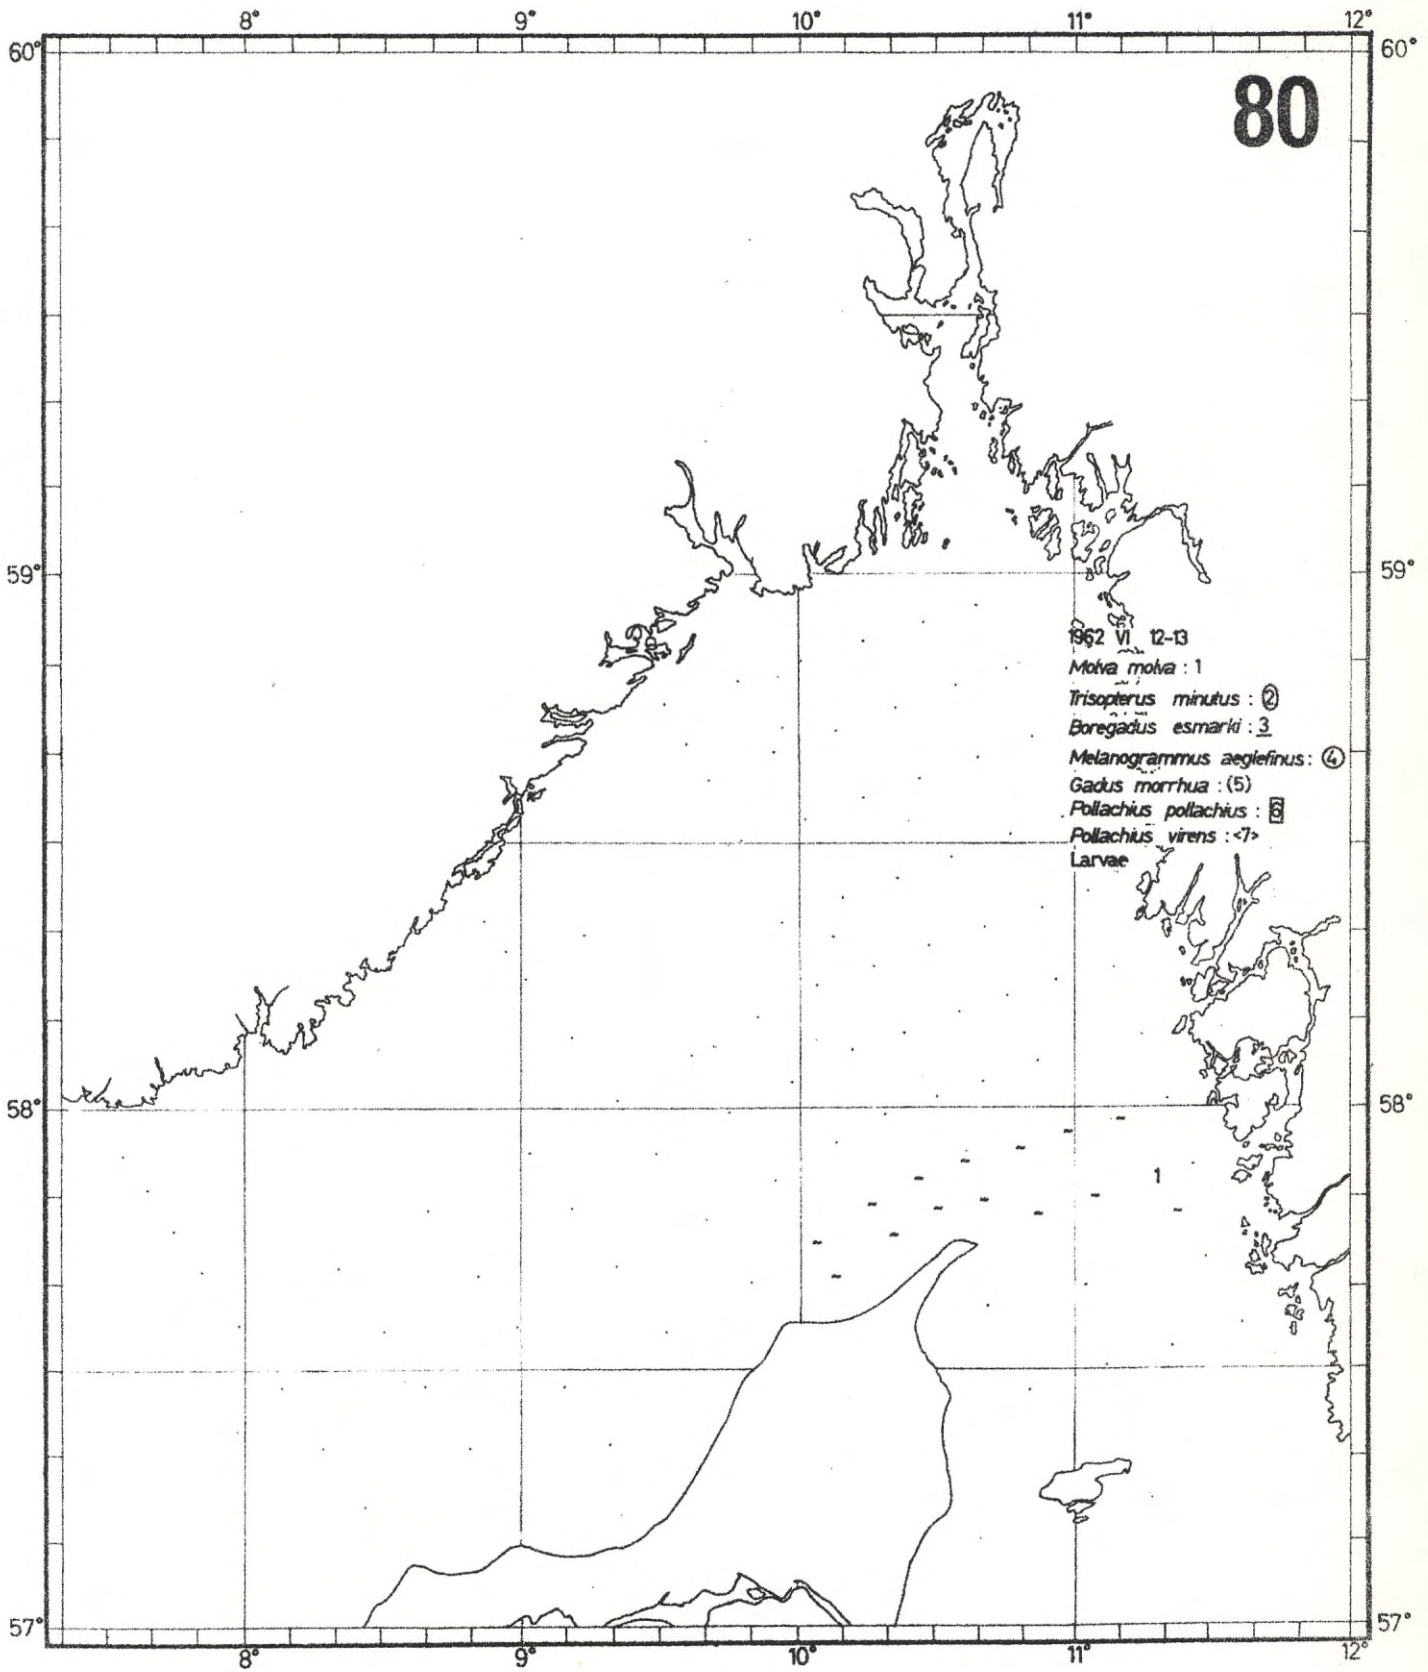 8° 9° 10° 11° 12°
60° 60°
80
59° 59°
1962 VI 12-13
Molva molva : 1
Trisopterus minutus : 2
Boregadus esmarki : 3
Melanogrammus aeglefinus : 4
Gadus morrhua : (5)
Pollachius pollachius : 6
Pollachius virens : <7>
Larvae
58° 58°
1
57° 57°
8° 9° 10° 11° 12°